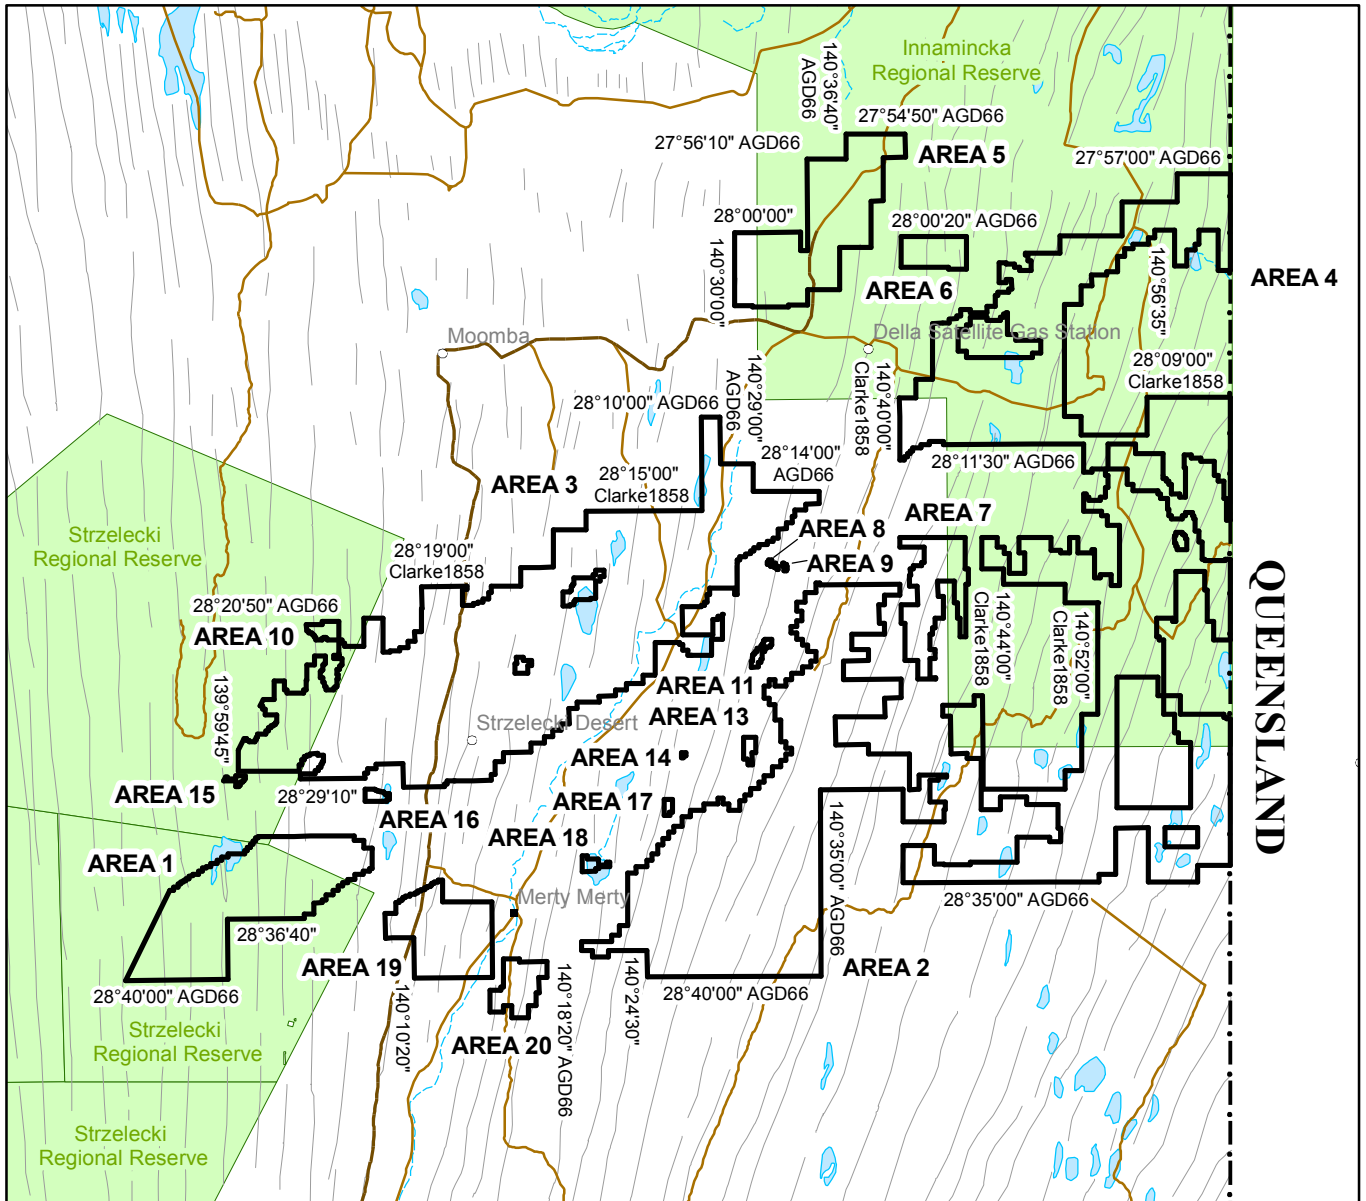 Innamincka
Regional Reserve
140°36'40"
AGD66
27°54'50" AGD66
27°56'10" AGD66
AREA 5
27°57'00" AGD66
28°00'00"
28°00'20" AGD66
140°30'00"
140°56'35"
AREA 4
AREA 6
Moomba
Della Satellite Gas Station
28°09'00"
Clarke1858
140°29'00"
AGD66
140°40'00"
Clarke1858
28°10'00" AGD66
28°14'00"
AGD66
28°11'30" AGD66
28°15'00"
Clarke1858
AREA 3
AREA 7
AREA 8
AREA 9
Strzelecki
Regional Reserve
28°19'00"
Clarke1858
28°20'50" AGD66
AREA 10
140°44'00"
Clarke1858
140°52'00"
Clarke1858
QUEENSLAND
139°59'45"
AREA 11
AREA 13
Strzelecki Desert
AREA 14
AREA 15
28°29'10"
AREA 16
AREA 17
AREA 18
140°35'00" AGD66
AREA 1
Merty Merty
28°35'00" AGD66
28°36'40"
AREA 19
AREA 2
28°40'00" AGD66
140°10'20"
140°18'20" AGD66
140°24'30"
28°40'00" AGD66
Strzelecki
Regional Reserve
AREA 20
Strzelecki
Regional Reserve